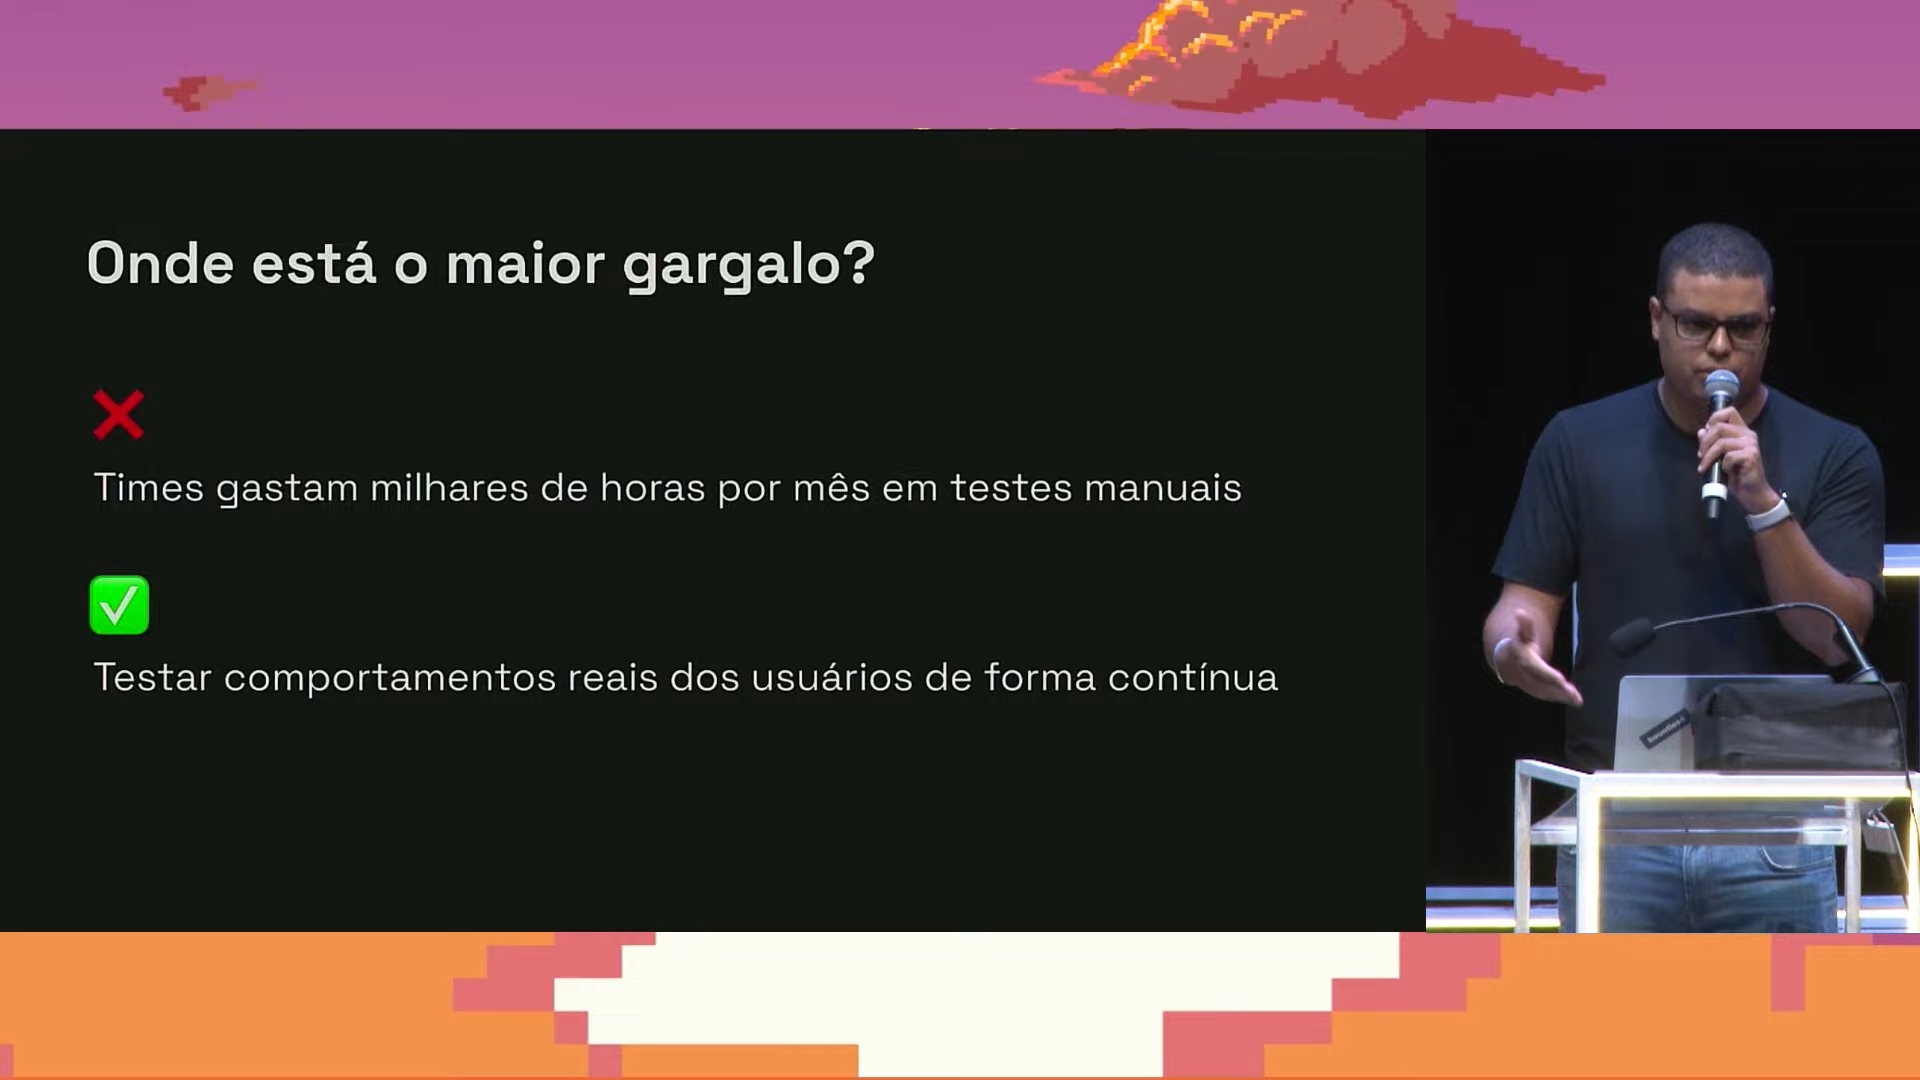 Onde está o maior gargalo?
❌
Times gastam milhares de horas por mês em testes manuais
✅
Testar comportamentos reais dos usuários de forma contínua